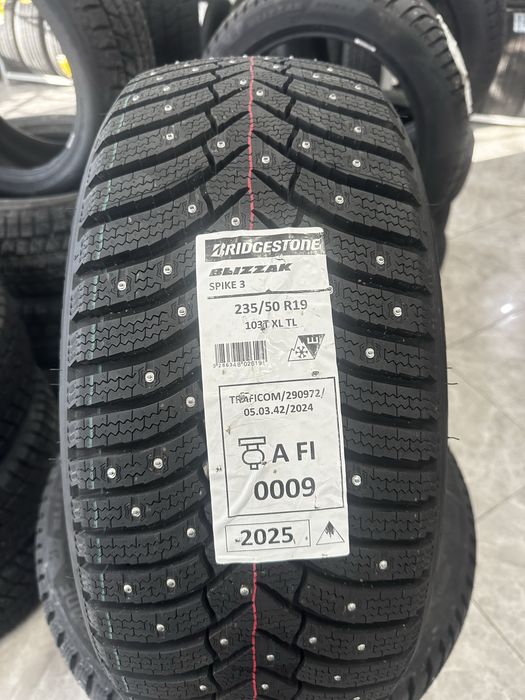 BRIDGESTONE
BLIZZAK
SPIKE 3
235/50 R19
103T XL TL
TRAFICOM/290972/
05.03.42/2024
A FI
0009
2025